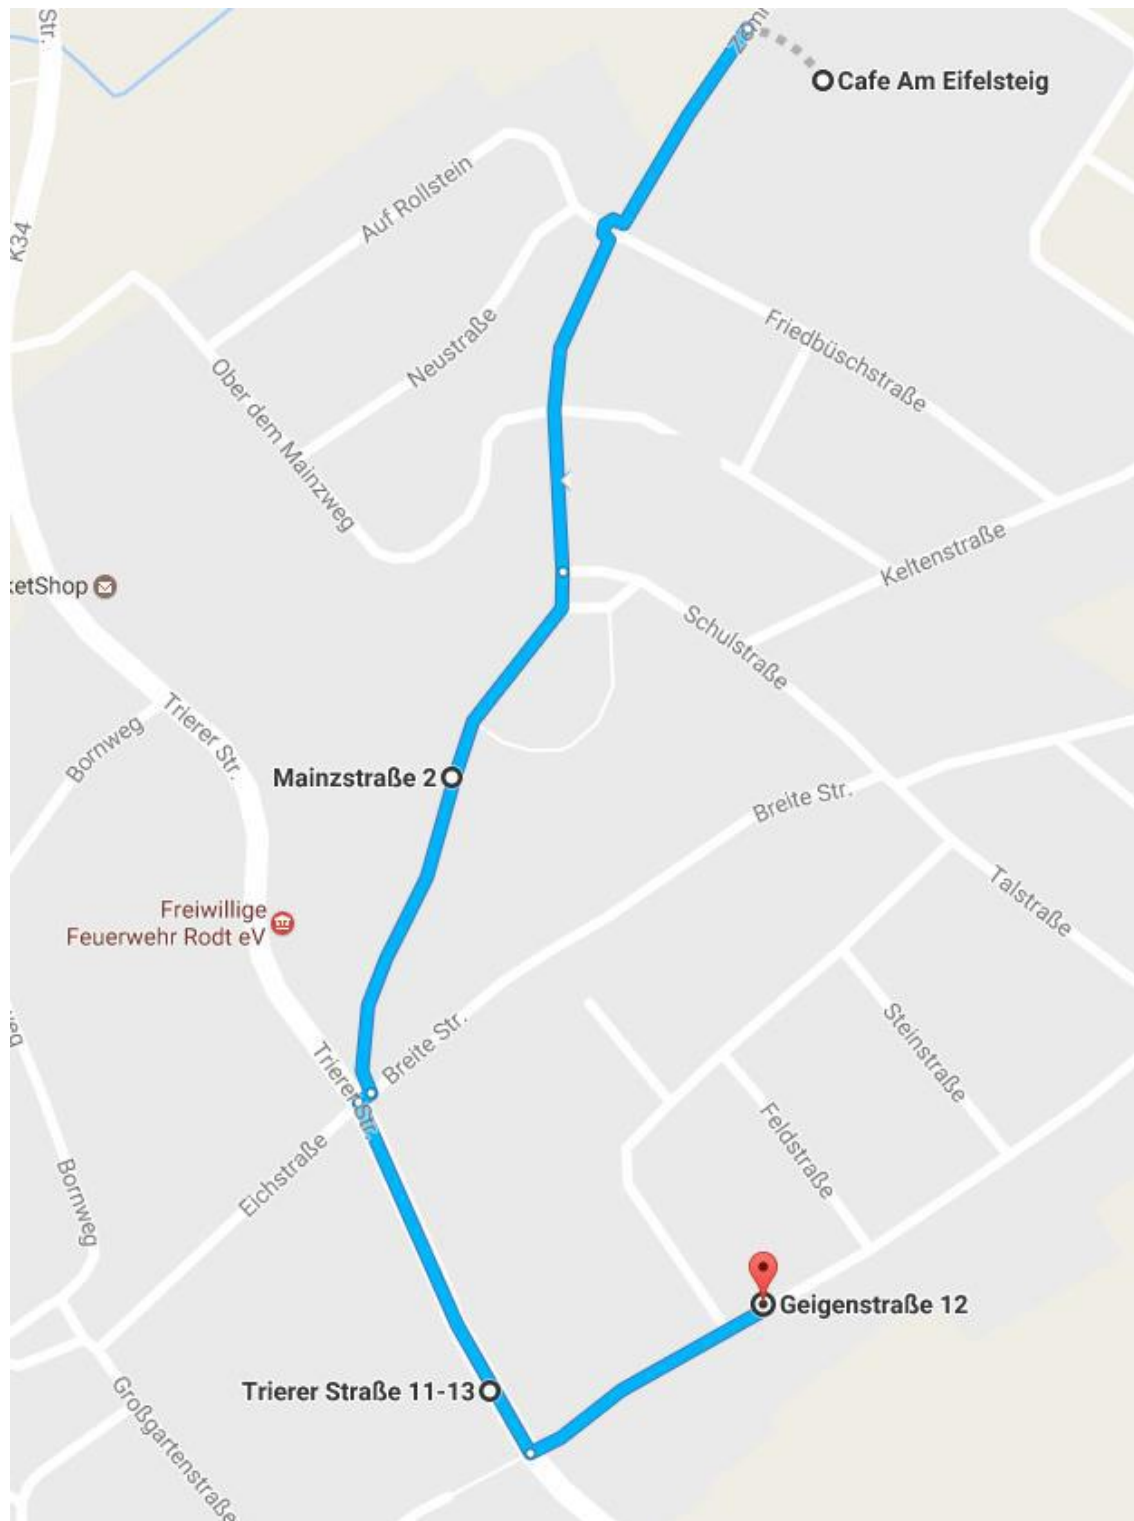 Str.
Cafe Am Eifelsteig
Auf Rollstein
K34
Neustraße
Friedbüschstraße
Ober dem Mainzweg
Keltenstraße
ketShop
Schulstraße
Trierer Str.
Bornweg
Mainzstraße 2
Breite Str.
Talstraße
Freiwillige
Feuerwehr Rodt eV
Steinstraße
Breite Str.
Trierer Str.
Feldstraße
Eichstraße
Bornweg
Geigenstraße 12
Trierer Straße 11-13
Großgartenstraße